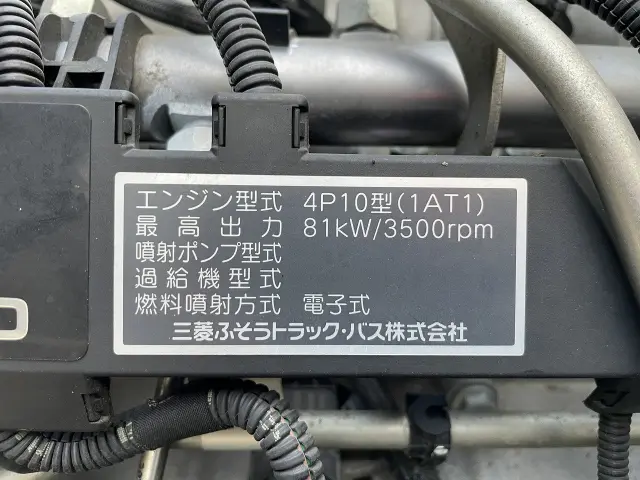 エンジン型式 4P10型(1AT1)
最高出力 81kW/3500rpm
噴射ポンプ型式
過給機型式
燃料噴射方式 電子式
三菱ふそうトラック・バス株式会社